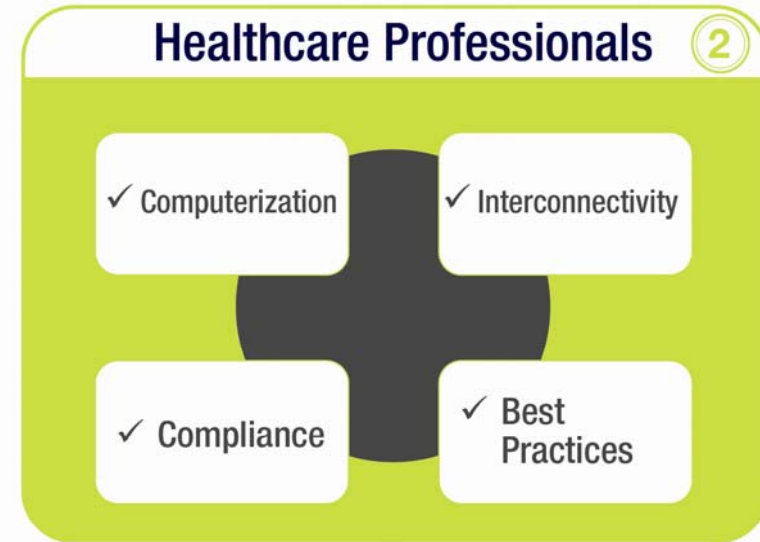 Healthcare Professionals 2
✓ Computerization
✓ Interconnectivity
✓ Compliance
✓ Best
Practices